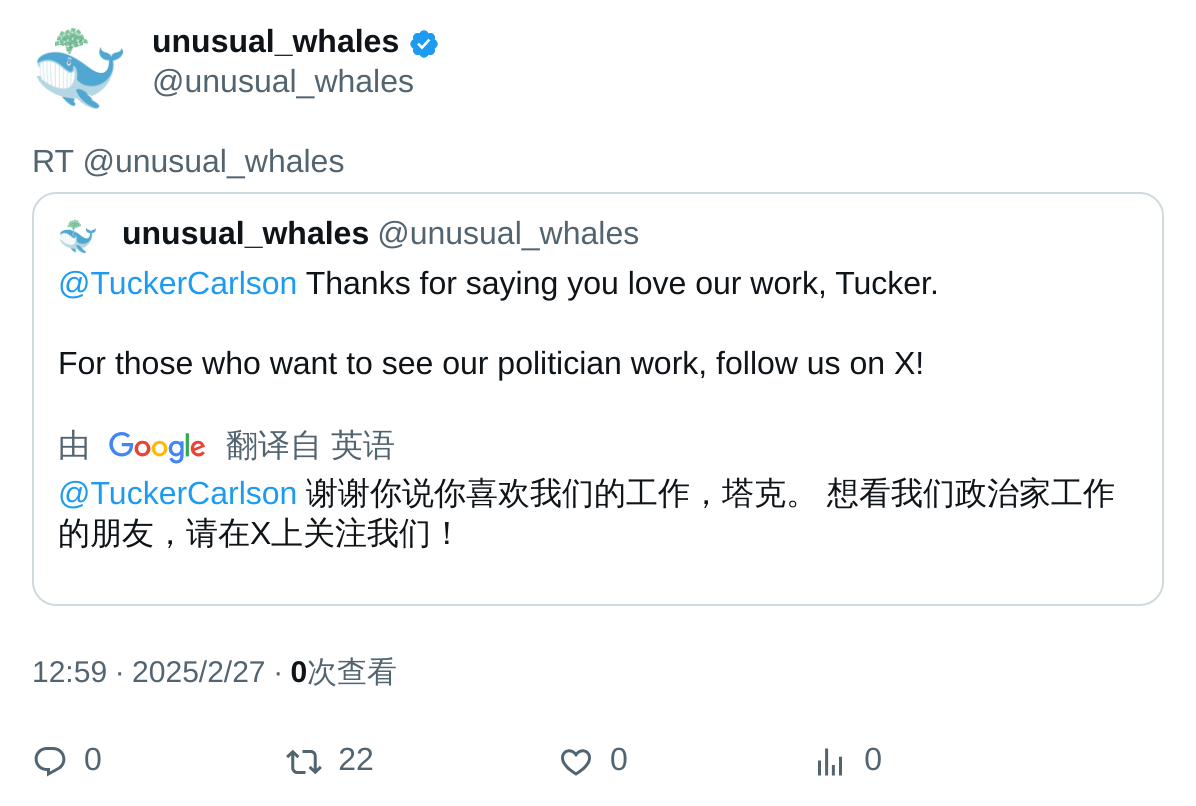 unusual_whales
@unusual_whales
RT @unusual_whales
unusual_whales @unusual_whales
@TuckerCarlson Thanks for saying you love our work, Tucker.
For those who want to see our politician work, follow us on X!
由 Google 翻译自 英语
@TuckerCarlson 谢谢你说你喜欢我们的工作，塔克。 想看我们政治家工作
的朋友，请在X上关注我们！
12:59 · 2025/2/27 · 0次查看
0 22 0 0